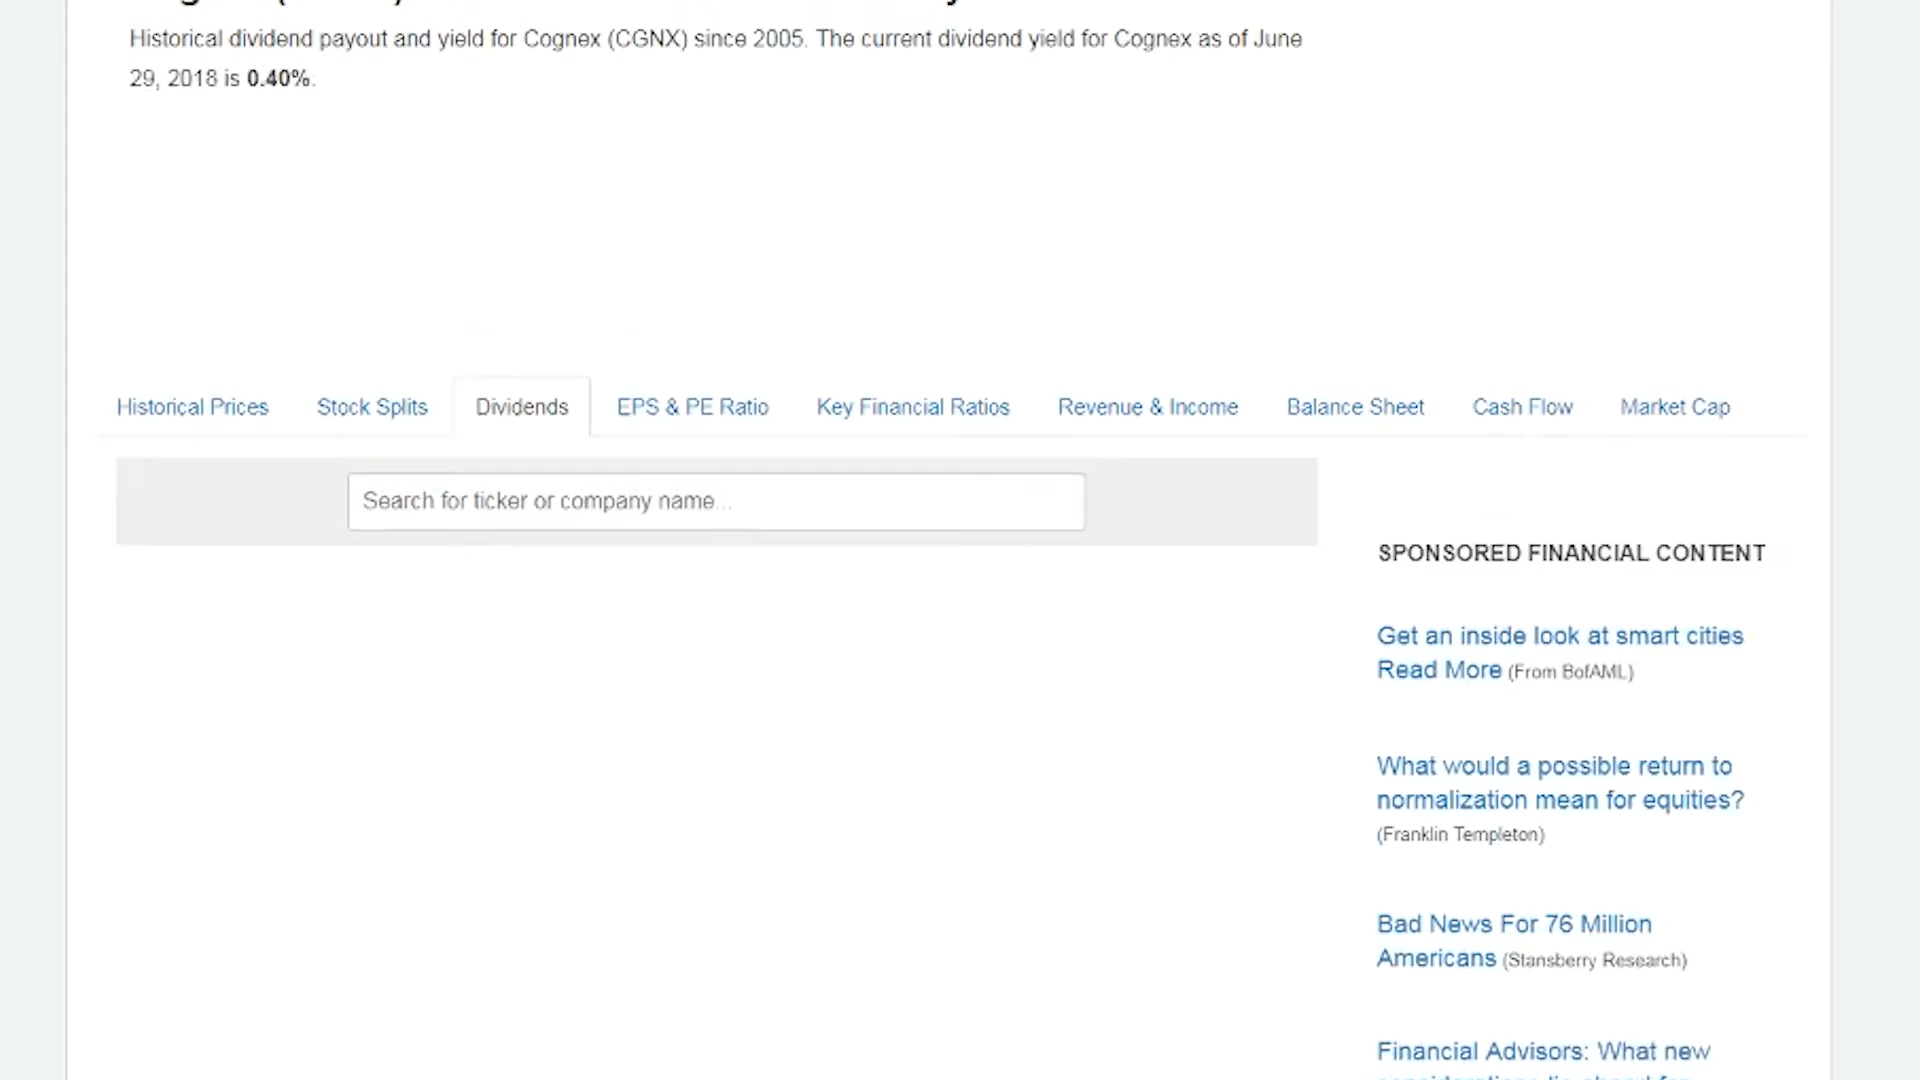 Historical dividend payout and yield for Cognex (CGNX) since 2005. The current dividend yield for Cognex as of June
29, 2018 is 0.40%.
Historical Prices Stock Splits Dividends EPS & PE Ratio Key Financial Ratios Revenue & Income Balance Sheet Cash Flow Market Cap
Search for ticker or company name...
SPONSORED FINANCIAL CONTENT
Get an inside look at smart cities
Read More (From BofAML)
What would a possible return to
normalization mean for equities?
(Franklin Templeton)
Bad News For 76 Million
Americans (Stansberry Research)
Financial Advisors: What new